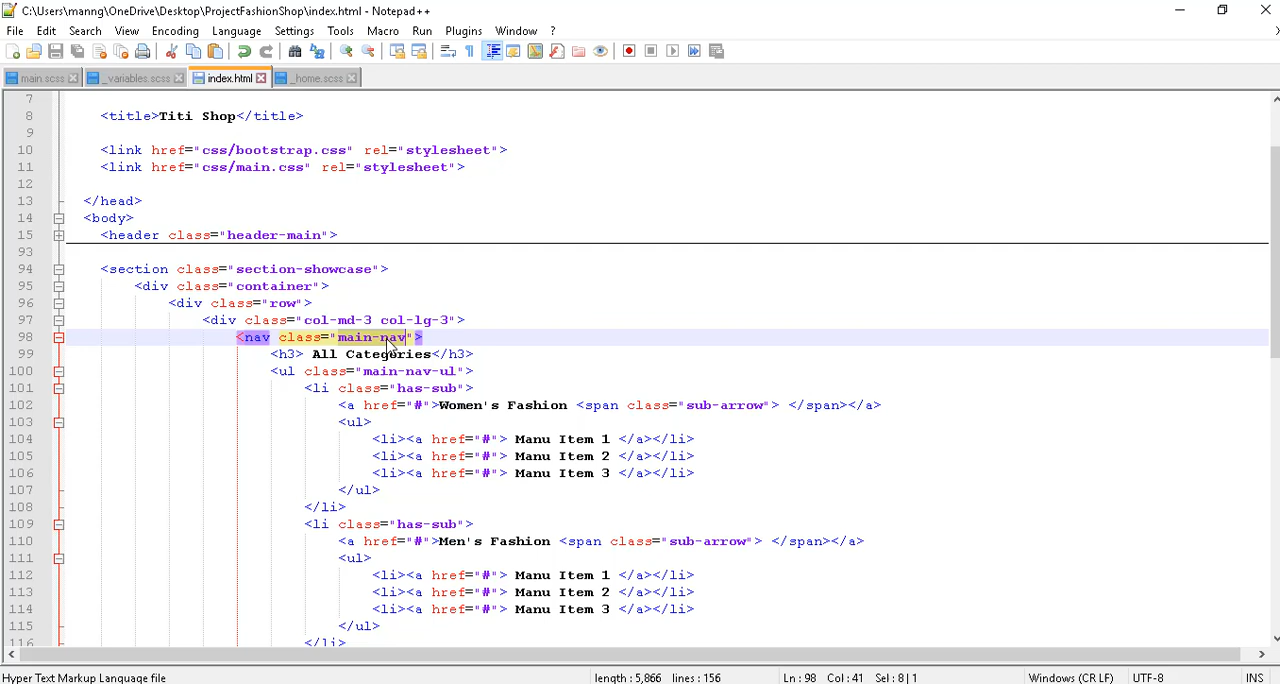 C:\Users\manng\OneDrive\Desktop\ProjectFashionShop\index.html - Notepad++
File Edit Search View Encoding Language Settings Tools Macro Run Plugins Window ?
main.scss _variables.scss index.html _home.scss
7
8 <title>Titi Shop</title>
9
10 <link href="css/bootstrap.css" rel="stylesheet">
11 <link href="css/main.css" rel="stylesheet">
12
13 </head>
14 <body>
15 <header class="header-main">
93
94 <section class="section-showcase">
95 <div class="container">
96 <div class="row">
97 <div class="col-md-3 col-lg-3">
98 <nav class="main-nav">
99 <h3> All Categories</h3>
100 <ul class="main-nav-ul">
101 <li class="has-sub">
102 <a href="#">Women's Fashion <span class="sub-arrow"> </span></a>
103 <ul>
104 <li><a href="#"> Manu Item 1 </a></li>
105 <li><a href="#"> Manu Item 2 </a></li>
106 <li><a href="#"> Manu Item 3 </a></li>
107 </ul>
108 </li>
109 <li class="has-sub">
110 <a href="#">Men's Fashion <span class="sub-arrow"> </span></a>
111 <ul>
112 <li><a href="#"> Manu Item 1 </a></li>
113 <li><a href="#"> Manu Item 2 </a></li>
114 <li><a href="#"> Manu Item 3 </a></li>
115 </ul>
116 </li>
Hyper Text Markup Language file length : 5,866 lines : 156 Ln : 98 Col : 41 Sel : 8 | 1 Windows (CR LF) UTF-8 INS